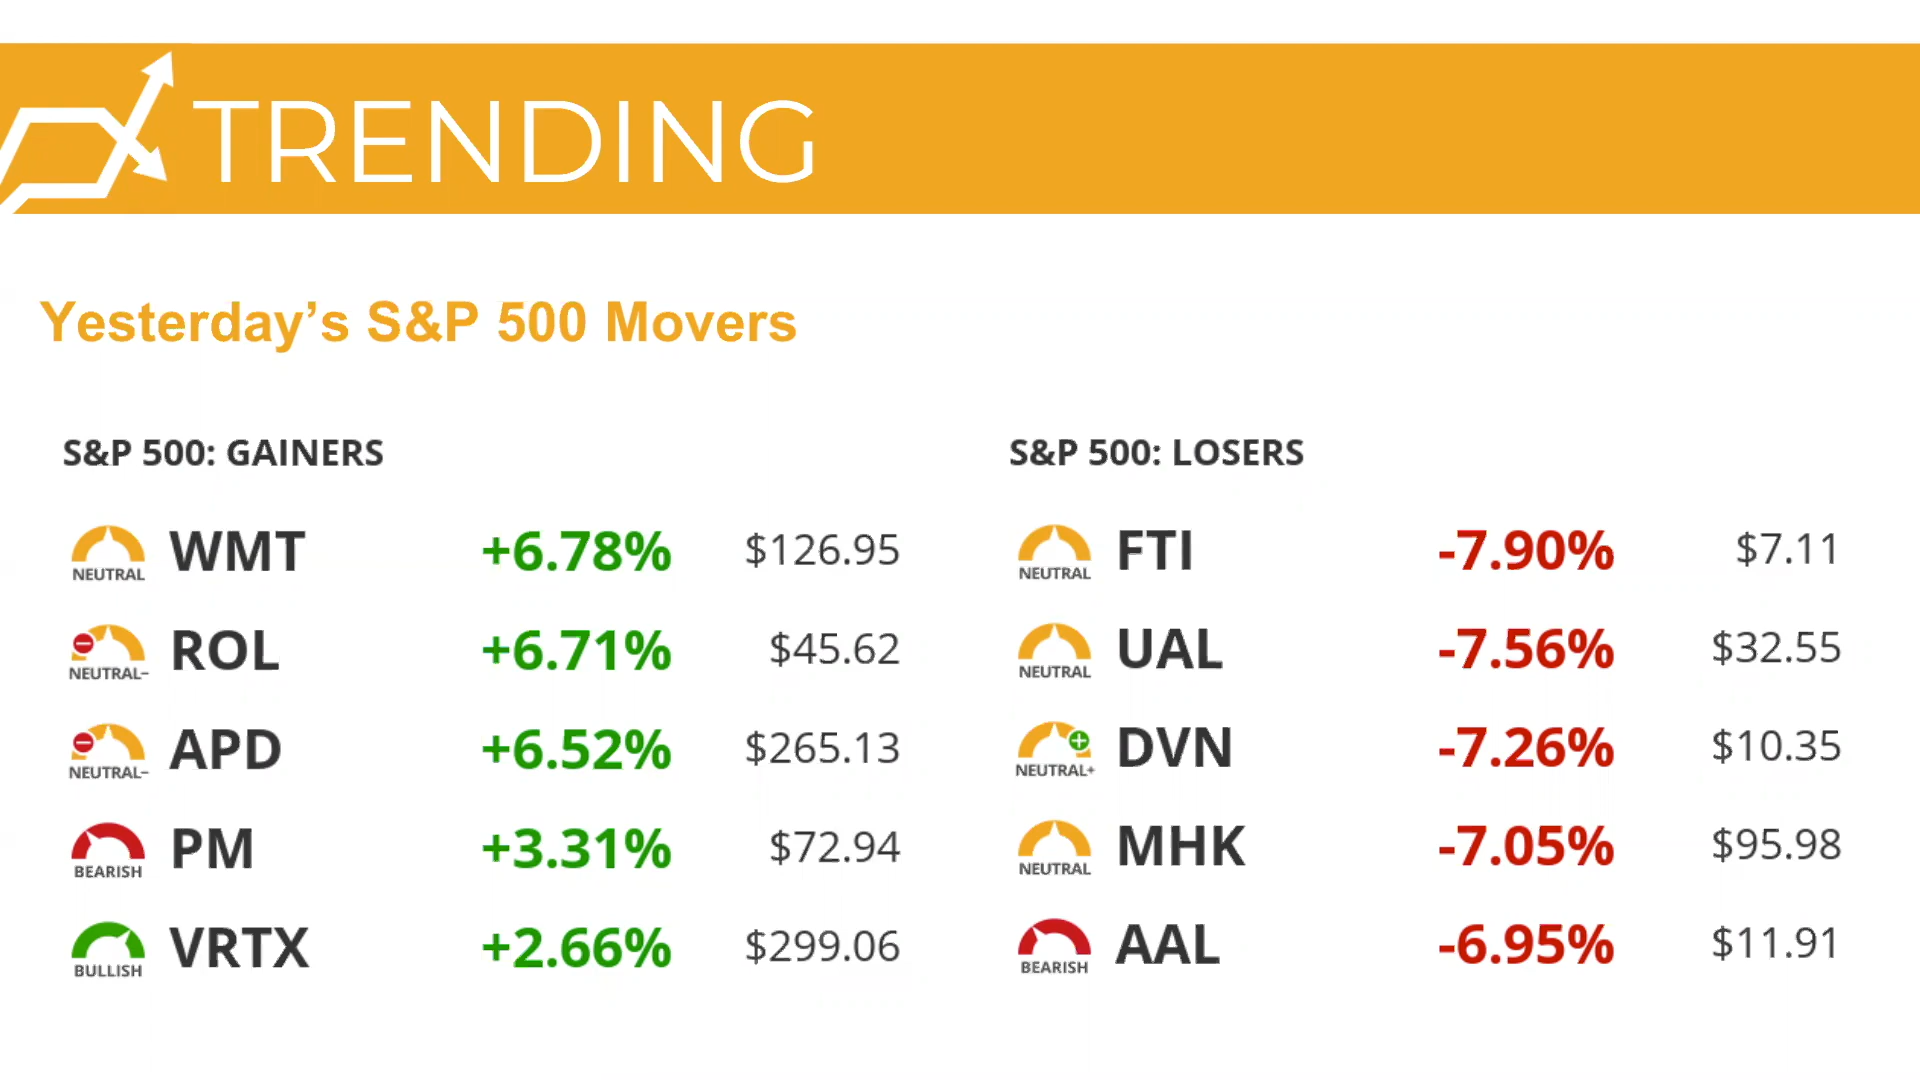 TRENDING
Yesterday’s S&P 500 Movers
S&P 500: GAINERS
NEUTRAL WMT +6.78% $126.95
NEUTRAL– ROL +6.71% $45.62
NEUTRAL– APD +6.52% $265.13
BEARISH PM +3.31% $72.94
BULLISH VRTX +2.66% $299.06
S&P 500: LOSERS
NEUTRAL FTI -7.90% $7.11
NEUTRAL UAL -7.56% $32.55
NEUTRAL+ DVN -7.26% $10.35
NEUTRAL MHK -7.05% $95.98
BEARISH AAL -6.95% $11.91